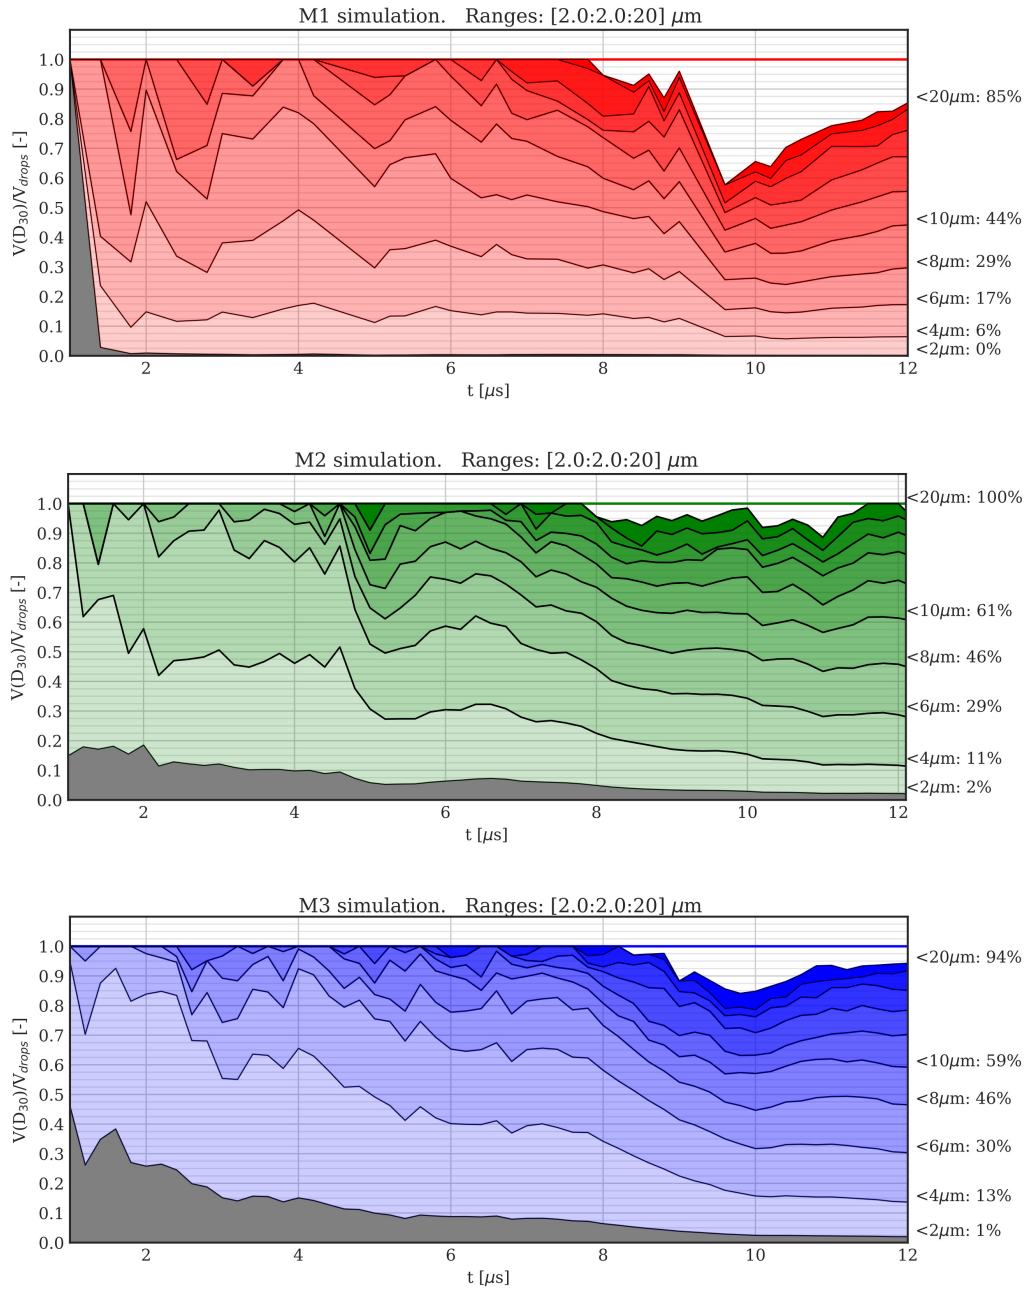 M1 simulation.   Ranges: [2.0:2.0:20] μm
V(D30)/Vdrops [-]
1.0
0.9
0.8
0.7
0.6
0.5
0.4
0.3
0.2
0.1
0.0
<20μm: 85%
<10μm: 44%
<8μm: 29%
<6μm: 17%
<4μm: 6%
<2μm: 0%
2 4 6 8 10 12
t [μs]
M2 simulation.   Ranges: [2.0:2.0:20] μm
V(D30)/Vdrops [-]
1.0
0.9
0.8
0.7
0.6
0.5
0.4
0.3
0.2
0.1
0.0
<20μm: 100%
<10μm: 61%
<8μm: 46%
<6μm: 29%
<4μm: 11%
<2μm: 2%
2 4 6 8 10 12
t [μs]
M3 simulation.   Ranges: [2.0:2.0:20] μm
V(D30)/Vdrops [-]
1.0
0.9
0.8
0.7
0.6
0.5
0.4
0.3
0.2
0.1
0.0
<20μm: 94%
<10μm: 59%
<8μm: 46%
<6μm: 30%
<4μm: 13%
<2μm: 1%
2 4 6 8 10 12
t [μs]